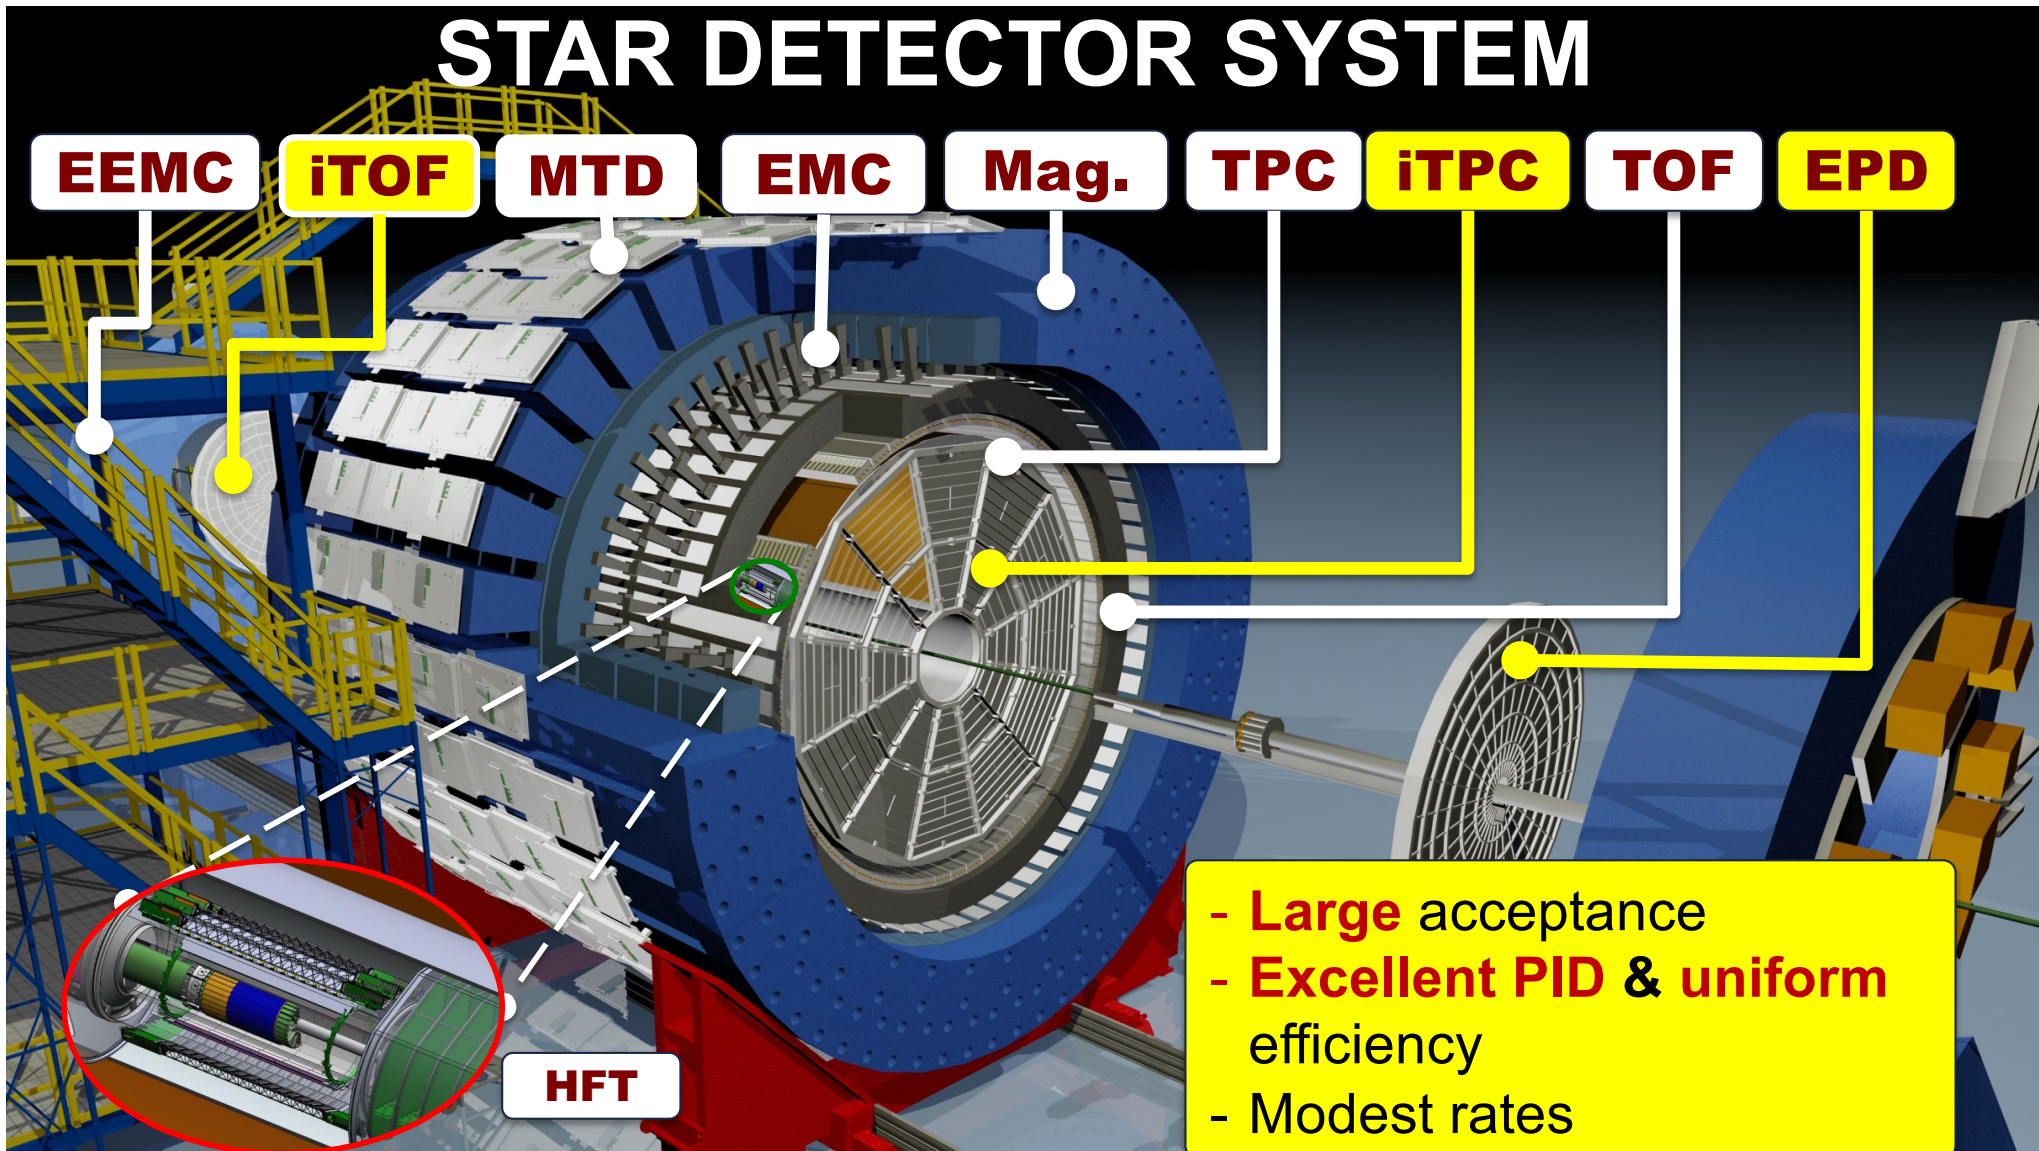 STAR DETECTOR SYSTEM
EEMC iTOF MTD EMC Mag. TPC iTPC TOF EPD
- Large acceptance
- Excellent PID & uniform
efficiency
- Modest rates
HFT